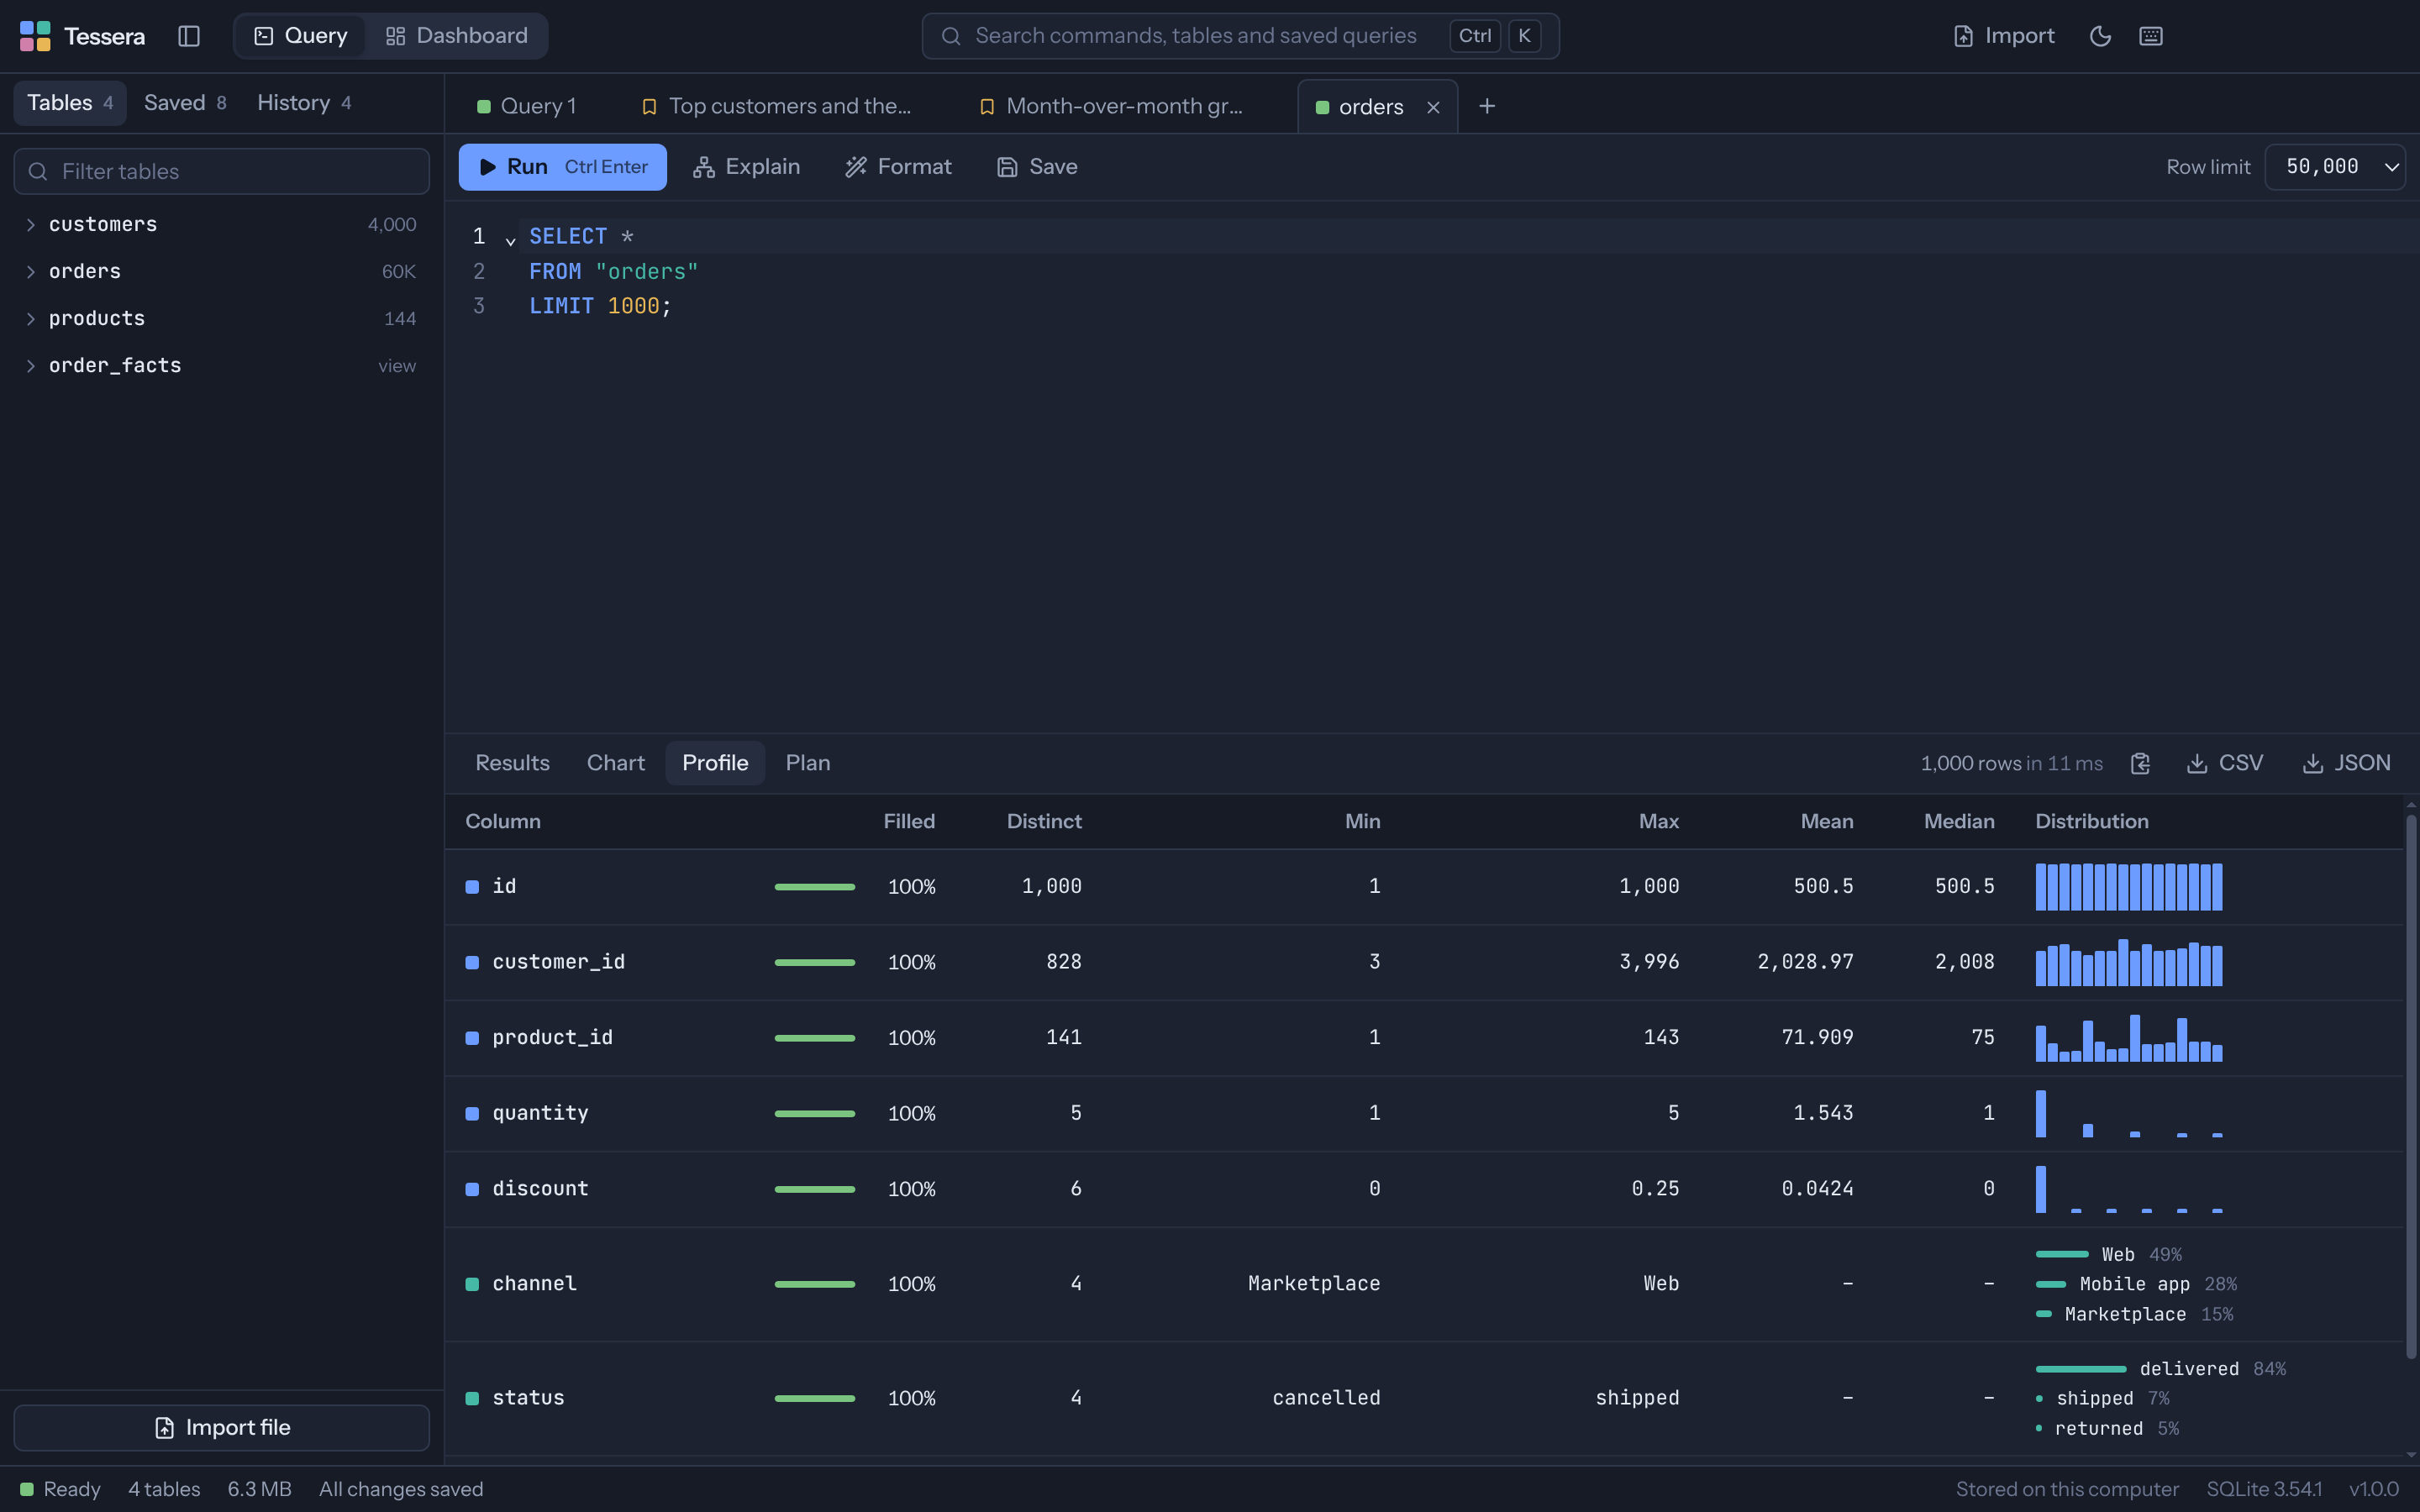 Tessera Query Dashboard Search commands, tables and saved queries Ctrl K Import
Tables 4 Saved 8 History 4
Query 1 Top customers and the... Month-over-month gr... orders
Filter tables
customers 4,000
orders 60K
products 144
order_facts view
Import file
Run Ctrl Enter Explain Format Save Row limit 50,000
1 SELECT *
2 FROM "orders"
3 LIMIT 1000;
Results Chart Profile Plan 1,000 rows in 11 ms CSV JSON
Column Filled Distinct Min Max Mean Median Distribution
id 100% 1,000 1 1,000 500.5 500.5
customer_id 100% 828 3 3,996 2,028.97 2,008
product_id 100% 141 1 143 71.909 75
quantity 100% 5 1 5 1.543 1
discount 100% 6 0 0.25 0.0424 0
channel 100% 4 Marketplace Web – –
Web 49%
Mobile app 28%
Marketplace 15%
status 100% 4 cancelled shipped – –
delivered 84%
shipped 7%
returned 5%
Ready 4 tables 6.3 MB All changes saved Stored on this computer SQLite 3.54.1 v1.0.0